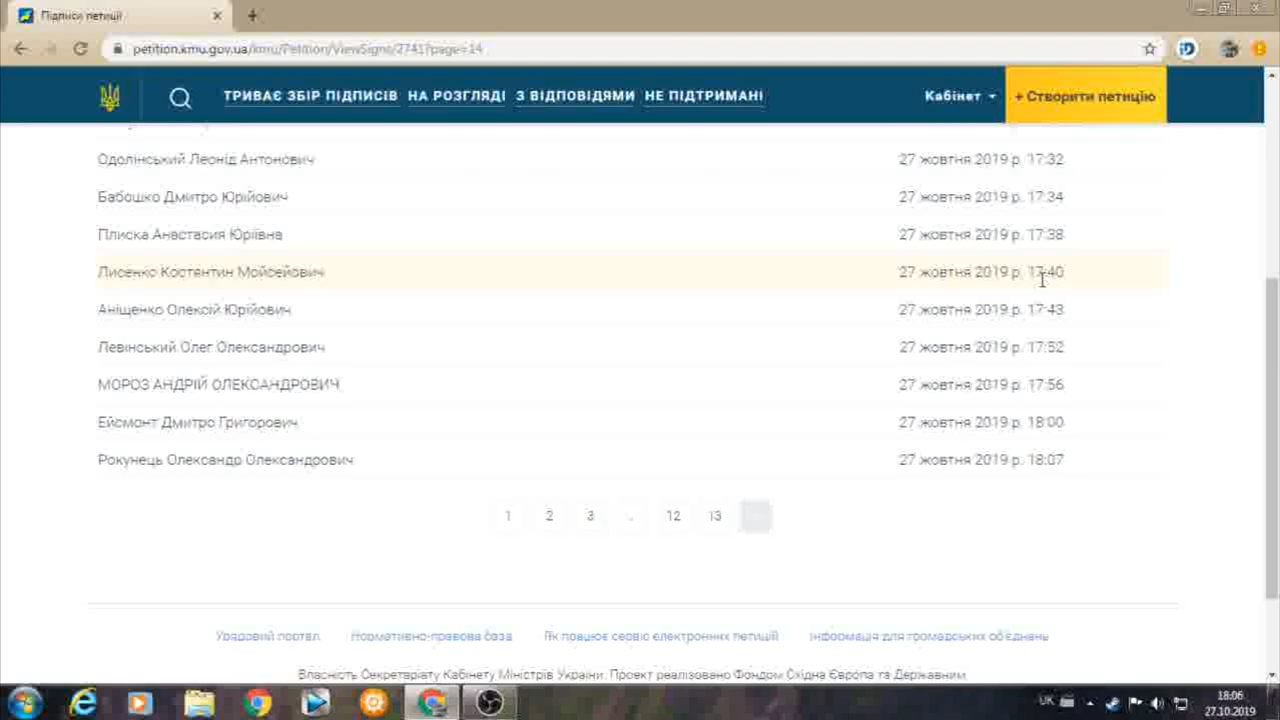 Підписи петиції
petition.kmu.gov.ua/kmu/Petition/ViewSigns/2741?page=14
ТРИВАЄ ЗБІР ПІДПИСІВ НА РОЗГЛЯДІ З ВІДПОВІДЯМИ НЕ ПІДТРИМАНІ Кабінет + Створити петицію
Одолінський Леонід Антонович 27 жовтня 2019 р. 17:32
Бабошко Дмитро Юрійович 27 жовтня 2019 р. 17:34
Плиска Анастасия Юріївна 27 жовтня 2019 р. 17:38
Лисенко Костянтин Мойсейович 27 жовтня 2019 р. 17:40
Аніщенко Олексій Юрійович 27 жовтня 2019 р. 17:43
Левінський Олег Олександрович 27 жовтня 2019 р. 17:52
МОРОЗ АНДРІЙ ОЛЕКСАНДРОВИЧ 27 жовтня 2019 р. 17:56
Ейсмонт Дмитро Григорович 27 жовтня 2019 р. 18:00
Рокунець Олександр Олександрович 27 жовтня 2019 р. 18:07
1 2 3 12 13
Урядовий портал Нормативно-правова база Як працює сервіс електронних петицій Інформація для громадських об'єднань
Власність Секретаріату Кабінету Міністрів України. Проект реалізовано Фондом Східна Європа та Державним
UK 18:06
27.10.2019